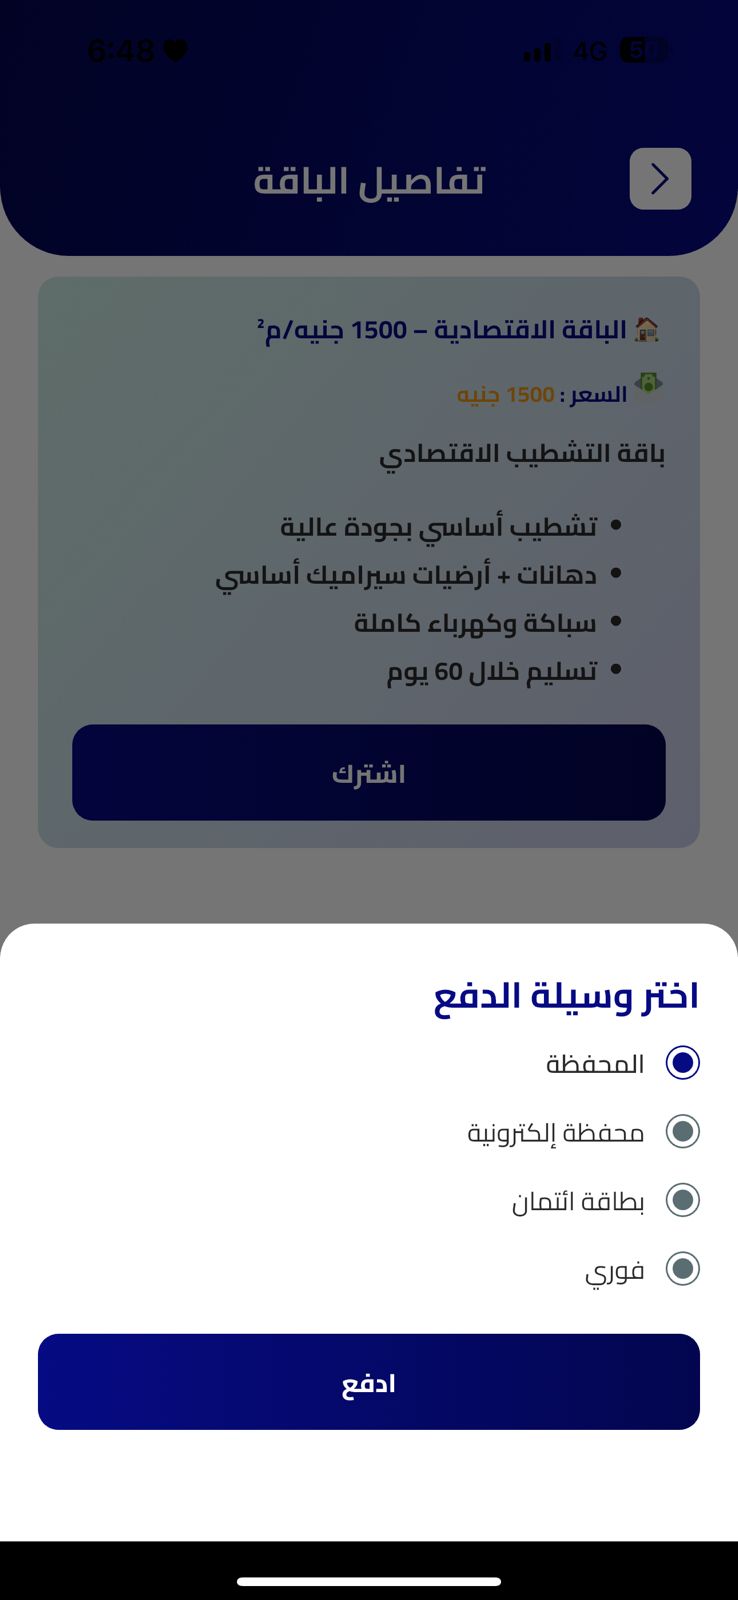 6:48
4G
تفاصيل الباقة
🏠 الباقة الاقتصادية – 1500 جنيه/م²
💸 السعر : 1500 جنيه
باقة التشطيب الاقتصادي
• تشطيب أساسي بجودة عالية
• دهانات + أرضيات سيراميك أساسي
• سباكة وكهرباء كاملة
• تسليم خلال 60 يوم
اشترك
اختر وسيلة الدفع
المحفظة
محفظة إلكترونية
بطاقة ائتمان
فوري
ادفع